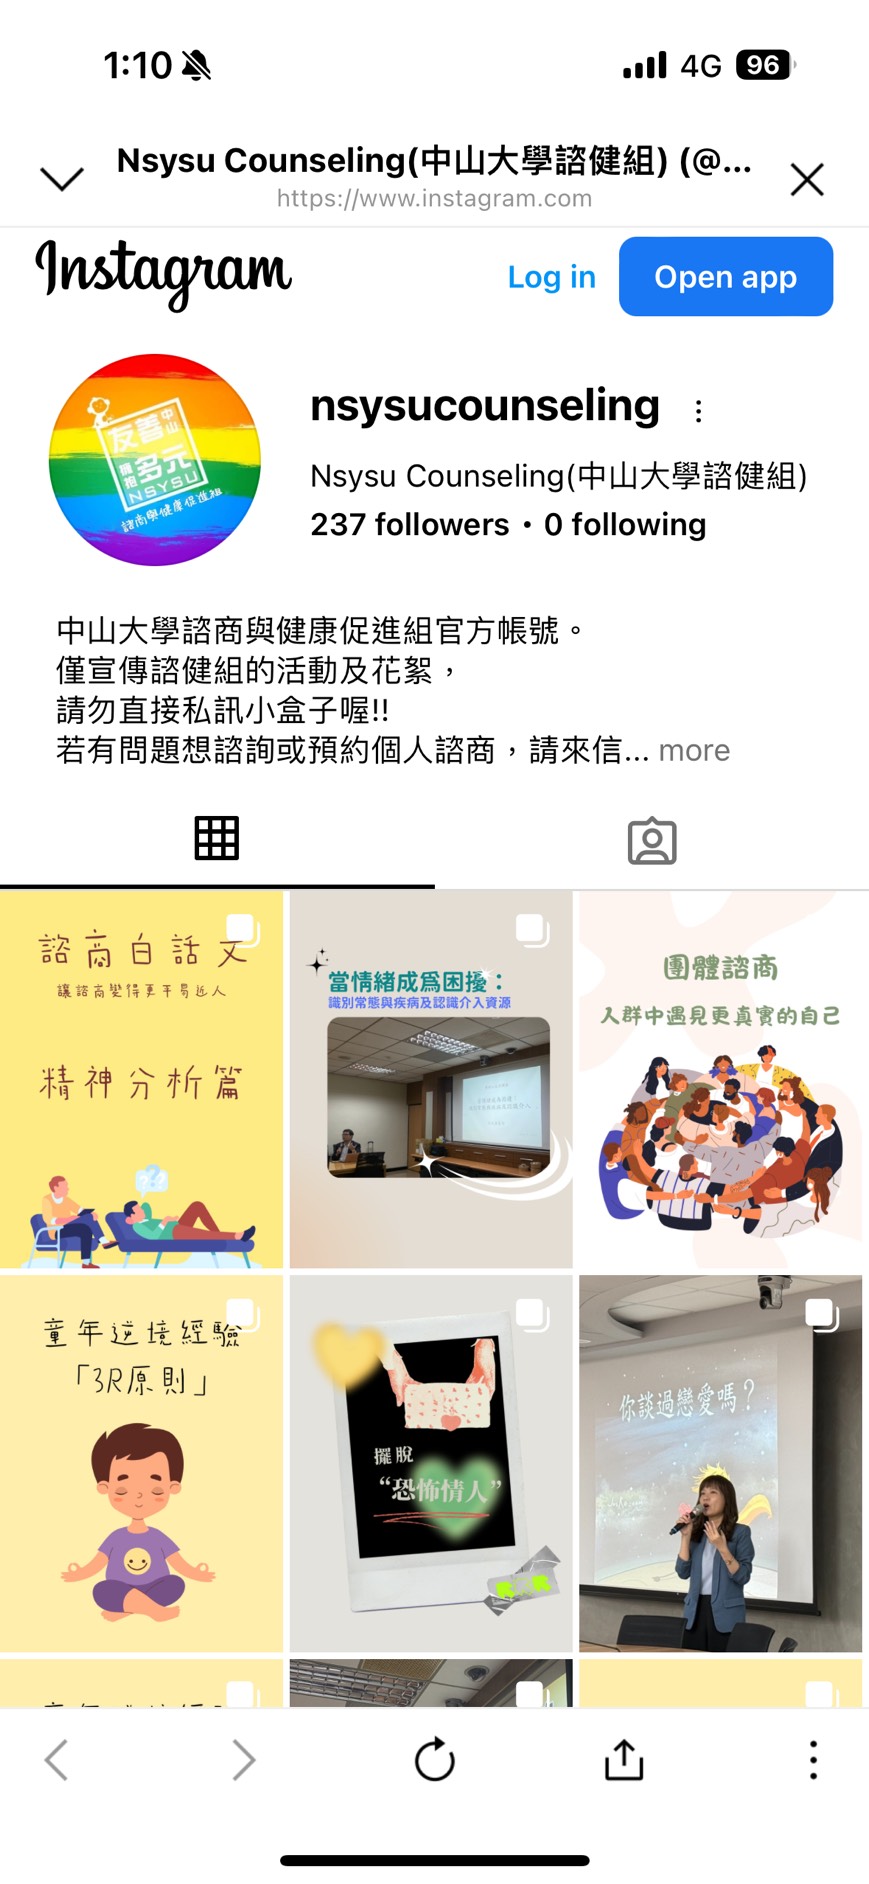 1:10
4G 96
Nsysu Counseling(中山大學諮健組) (@...
https://www.instagram.com
Instagram
Log in
Open app
友善中山
擁抱多元
NSYSU
諮商與健康促進組
nsysucounseling
Nsysu Counseling(中山大學諮健組)
237 followers • 0 following
中山大學諮商與健康促進組官方帳號。
僅宣傳諮健組的活動及花絮，
請勿直接私訊小盒子喔!!
若有問題想諮詢或預約個人諮商，請來信... more
諮商白話文
讓諮商變得更平易近人
精神分析篇
???
當情緒成為困擾：
識別常態與疾病及認識介入資源
團體諮商
人群中遇見更真實的自己
童年逆境經驗
「3R原則」
擺脫
“恐怖情人”
你談過戀愛嗎？